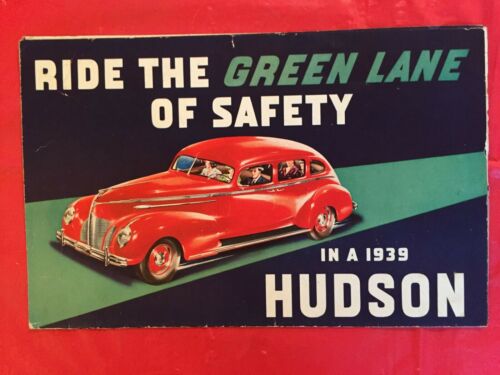 RIDE THE GREEN LANE
OF SAFETY
IN A 1939
HUDSON